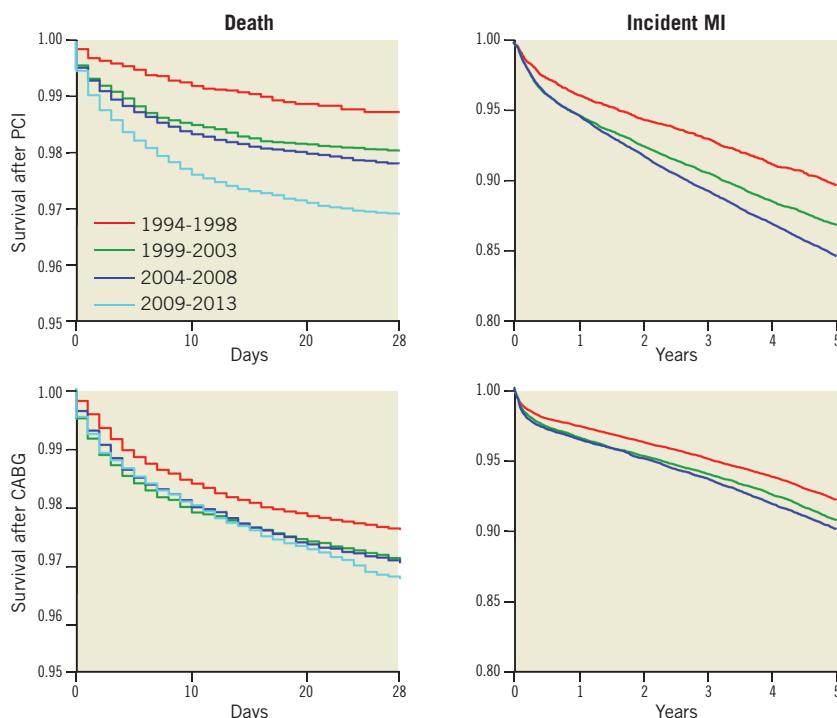 Death
Incident MI
Survival after PCI
1.00
0.99
0.98
0.97
0.96
0.95
1994-1998
1999-2003
2004-2008
2009-2013
0 10 20 28
Days
1.00
0.95
0.90
0.85
0.80
0 1 2 3 4 5
Years
Survival after CABG
1.00
0.99
0.98
0.97
0.96
0.95
0 10 20 28
Days
1.00
0.95
0.90
0.85
0.80
0 1 2 3 4 5
Years